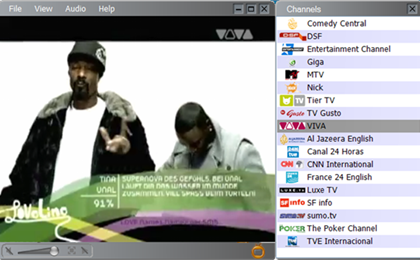 File View Audio Help
VIVA
TINA
UNAL
91%
SUPERNOVA DES GEFÜHLS, BEI UNAL
LÄUFT DIR DAS WASSER IM MUNDE
ZUSAMMEN. VIEL SPASS BEIM TÜRTELN!
LoveLine
Channels
Comedy Central
DSF
Entertainment Channel
Giga
MTV
Nick
Tier TV
TV Gusto
VIVA
Al Jazeera English
Canal 24 Horas
CNN International
France 24 English
Luxe TV
SF info
sumo.tv
The Poker Channel
TVE Internacional